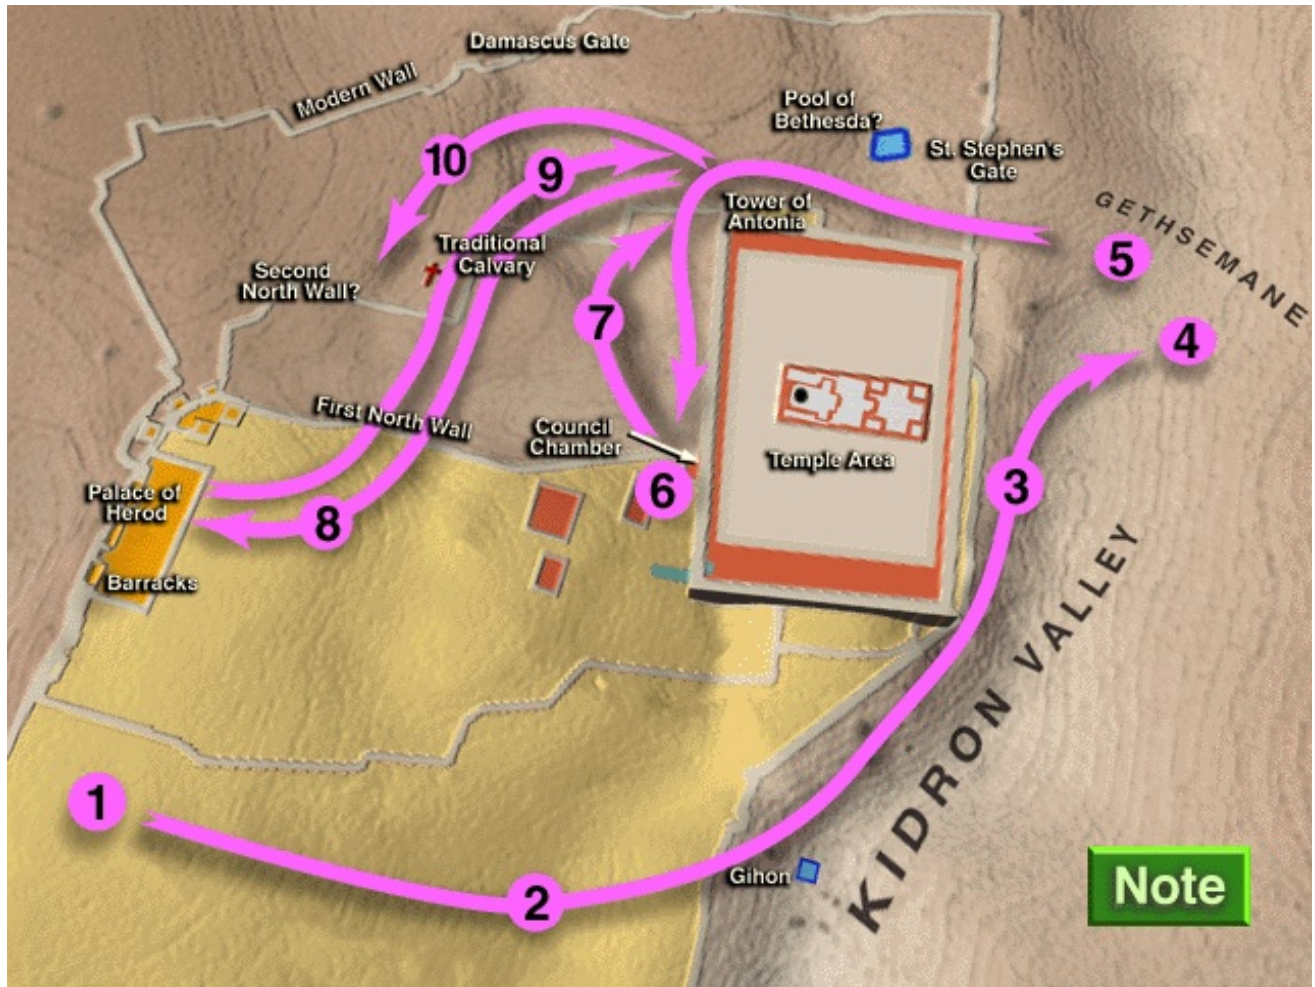 Damascus Gate
Modern Wall
Pool of
Bethesda?
St. Stephen's
Gate
10
9
GETHSEMANE
Tower of
Antonia
Traditional
Calvary
5
Second
North Wall?
7
4
First North Wall
Council
Chamber
Temple Area
6
3
Palace of
Herod
8
Barracks
KIDRON VALLEY
1
2
Gihon
Note